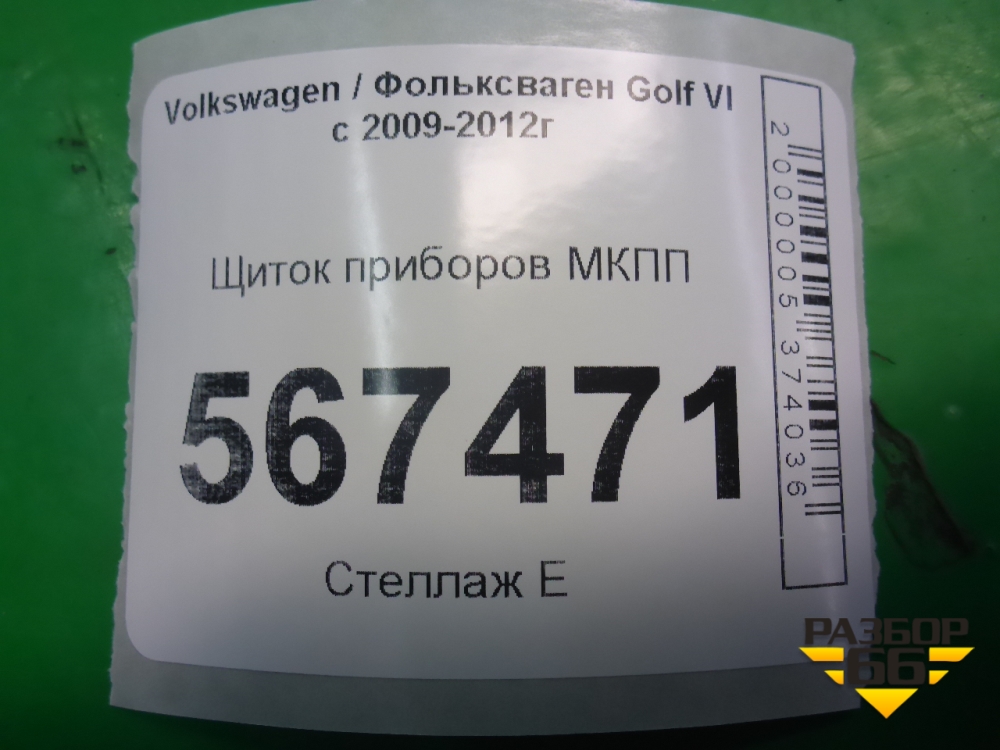 Volkswagen / Фольксваген Golf VI
с 2009-2012г
Щиток приборов МКПП
567471
Стеллаж Е
2000005374036
РАЗБОР
66